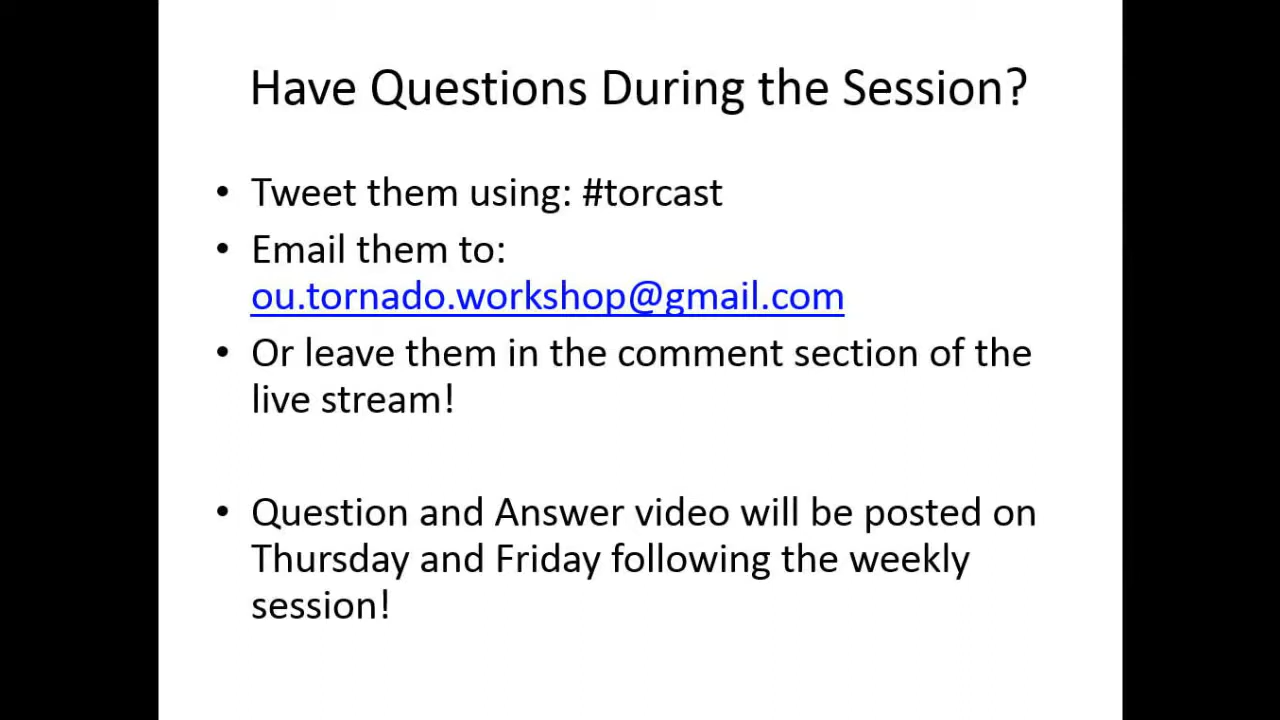 Have Questions During the Session?
• Tweet them using: #torcast
• Email them to:
ou.tornado.workshop@gmail.com
• Or leave them in the comment section of the
live stream!
• Question and Answer video will be posted on
Thursday and Friday following the weekly
session!